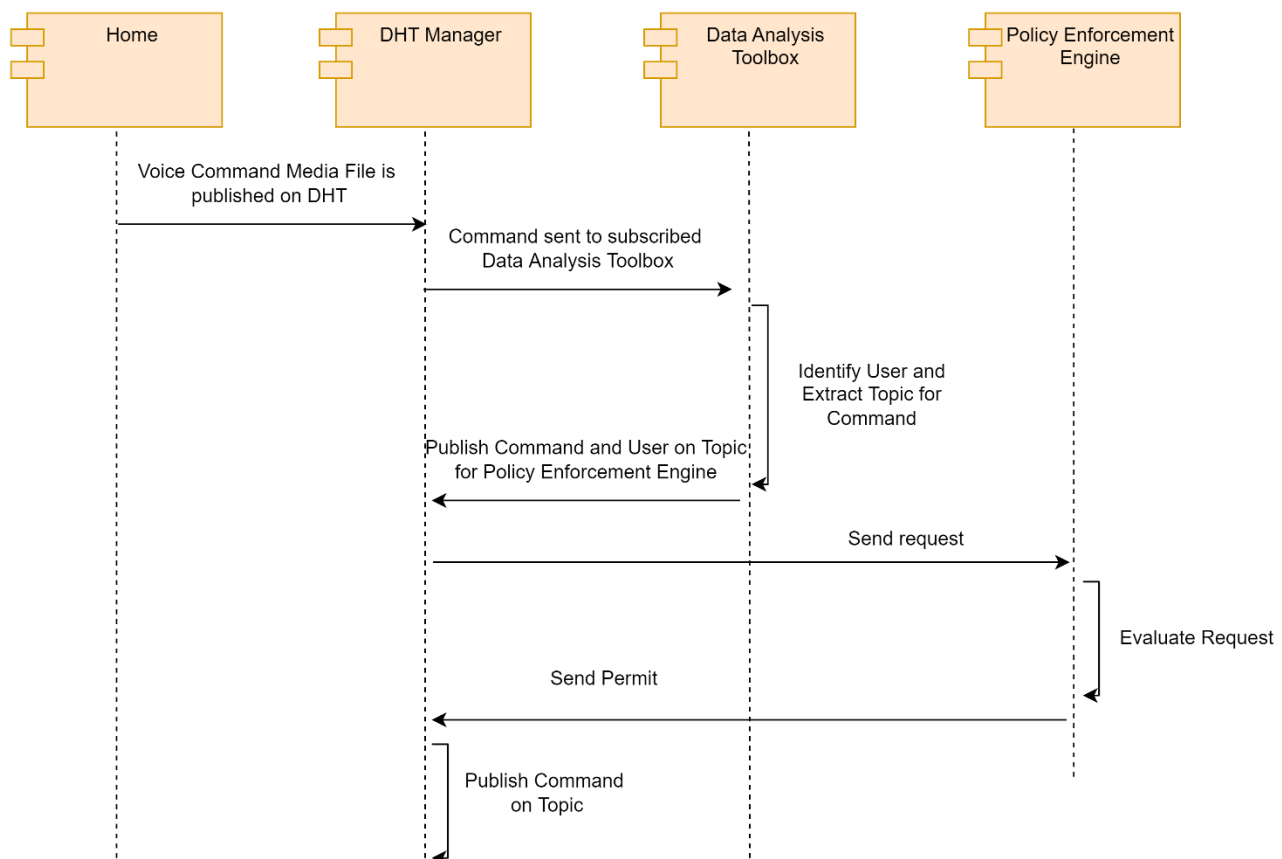 Home
DHT Manager
Data Analysis
Toolbox
Policy Enforcement
Engine
Voice Command Media File is
published on DHT
Command sent to subscribed
Data Analysis Toolbox
Identify User and
Extract Topic for
Command
Publish Command and User on Topic
for Policy Enforcement Engine
Send request
Evaluate Request
Send Permit
Publish Command
on Topic